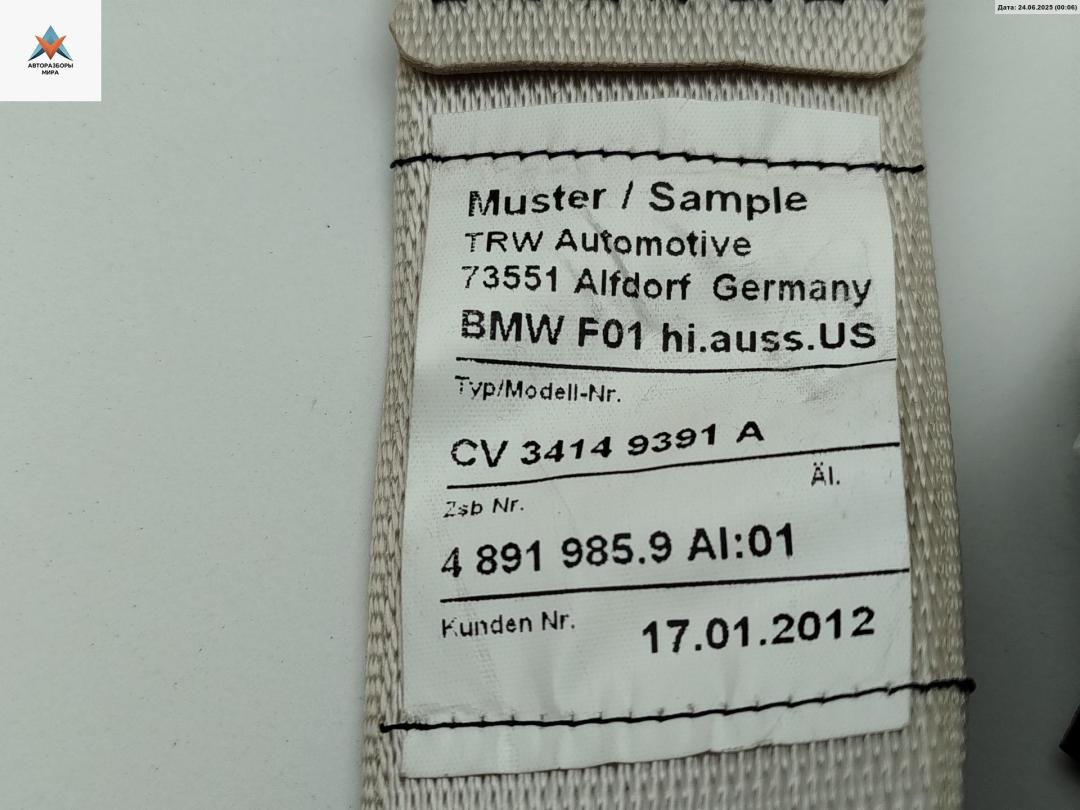 Дата: 24.06.2025 (00:06)
АВТОРАЗБОРЫ
МИРА
Muster / Sample
TRW Automotive
73551 Alfdorf Germany
BMW F01 hi.auss.US
Typ/Modell-Nr.
CV 3414 9391 A
Äl.
Zsb Nr.
4 891 985.9 AI:01
Kunden Nr.
17.01.2012